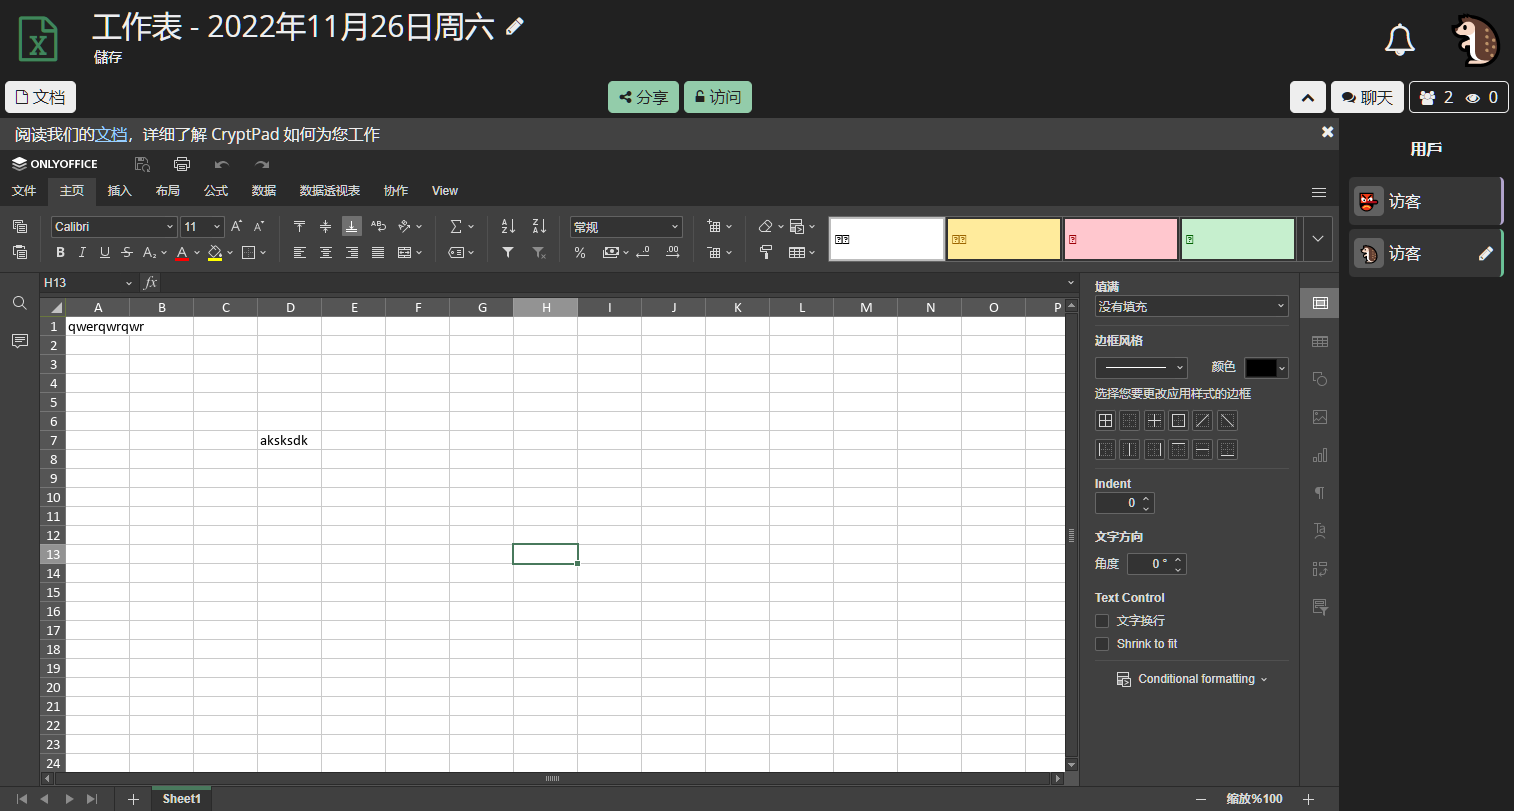 工作表 - 2022年11月26日周六
儲存
文档
分享
访问
聊天
2
0
阅读我们的文档，详细了解 CryptPad 如何为您工作
用戶
访客
访客
ONLYOFFICE
文件 主页 插入 布局 公式 数据 数据透视表 协作 View
Calibri 11 常规
H13
A B C D E F G H I J K L M N O P
1 qwerqwrqwr
2
3
4
5
6
7 aksksdk
8
9
10
11
12
13
14
15
16
17
18
19
20
21
22
23
24
填满
没有填充
边框风格
颜色
选择您要更改应用样式的边框
Indent
0
文字方向
角度 0 °
Text Control
文字换行
Shrink to fit
Conditional formatting
Sheet1
缩放%100